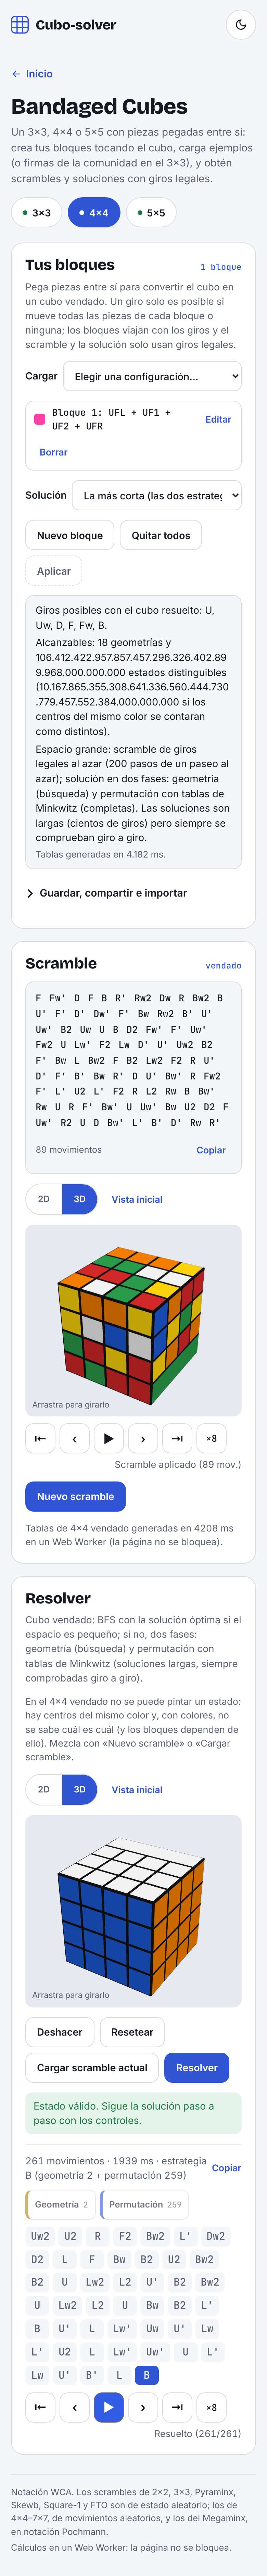 Cubo-solver
← Inicio
Bandaged Cubes
Un 3×3, 4×4 o 5×5 con piezas pegadas entre sí:
crea tus bloques tocando el cubo, carga ejemplos
(o firmas de la comunidad en el 3×3), y obtén
scrambles y soluciones con giros legales.
3×3 4×4 5×5
Tus bloques 1 bloque
Pega piezas entre sí para convertir el cubo en
un cubo vendado. Un giro solo es posible si
mueve todas las piezas de cada bloque o
ninguna; los bloques viajan con los giros y el
scramble y la solución solo usan giros legales.
Cargar Elegir una configuración...
Bloque 1: UFL + UF1 +
UF2 + UFR
Editar
Borrar
Solución La más corta (las dos estrateg
Nuevo bloque Quitar todos
Aplicar
Giros posibles con el cubo resuelto: U,
Uw, D, F, Fw, B.
Alcanzables: 18 geometrías y
106.412.422.957.857.457.296.326.402.89
9.968.000.000.000 estados distinguibles
(10.167.865.355.308.641.336.560.444.730
.779.457.552.384.000.000.000 si los
centros del mismo color se contaran
como distintos).
Espacio grande: scramble de giros
legales al azar (200 pasos de un paseo al
azar); solución en dos fases: geometría
(búsqueda) y permutación con tablas de
Minkwitz (completas). Las soluciones son
largas (cientos de giros) pero siempre se
comprueban giro a giro.
Tablas generadas en 4.182 ms.
Guardar, compartir e importar
Scramble vendado
F Fw' D F B R' Rw2 Dw R Bw2 B
U' F' D' Dw' F' Bw Rw2 B' U'
Uw' B2 Uw U B D2 Fw' F' Uw'
Fw2 U Lw' F2 Lw D' U' Uw2 B2
F' Bw L Bw2 F B2 Lw2 F2 R U'
D' F' B' Bw R' D U' Bw' R Fw2
F' L' U2 L' F2 R L2 Rw B Bw'
Rw U R F' Bw' U Uw' Bw U2 D2 F
Uw' R2 U D Bw' L' B' D' Rw R'
89 movimientos Copiar
2D 3D Vista inicial
Arrastra para girarlo
×8
Scramble aplicado (89 mov.)
Nuevo scramble
Tablas de 4×4 vendado generadas en 4208 ms
en un Web Worker (la página no se bloquea).
Resolver
Cubo vendado: BFS con la solución óptima si el
espacio es pequeño; si no, dos fases:
geometría (búsqueda) y permutación con
tablas de Minkwitz (soluciones largas, siempre
comprobadas giro a giro).
En el 4×4 vendado no se puede pintar un estado:
hay centros del mismo color y, con colores, no
se sabe cuál es cuál (y los bloques dependen de
ello). Mezcla con «Nuevo scramble» o «Cargar
scramble».
2D 3D Vista inicial
Arrastra para girarlo
Deshacer Resetear
Cargar scramble actual Resolver
Estado válido. Sigue la solución paso a
paso con los controles.
261 movimientos · 1939 ms · estrategia
B (geometría 2 + permutación 259)
Copiar
Geometría 2 Permutación 259
Uw2 U2 R F2 Bw2 L' Dw2
D2 L F Bw B2 U2 Bw2
B2 U Lw2 L2 U' B2 Bw2
U Lw2 L2 U Bw B2 L'
B U' L Lw' Uw U' Lw
L' U2 L Lw' Uw' U L'
Lw U' B' L B
×8
Resuelto (261/261)
Notación WCA. Los scrambles de 2×2, 3×3, Pyraminx,
Skewb, Square-1 y FTO son de estado aleatorio; los de
4×4–7×7, de movimientos aleatorios, y los del Megaminx,
en notación Pochmann.
Cálculos en un Web Worker: la página no se bloquea.